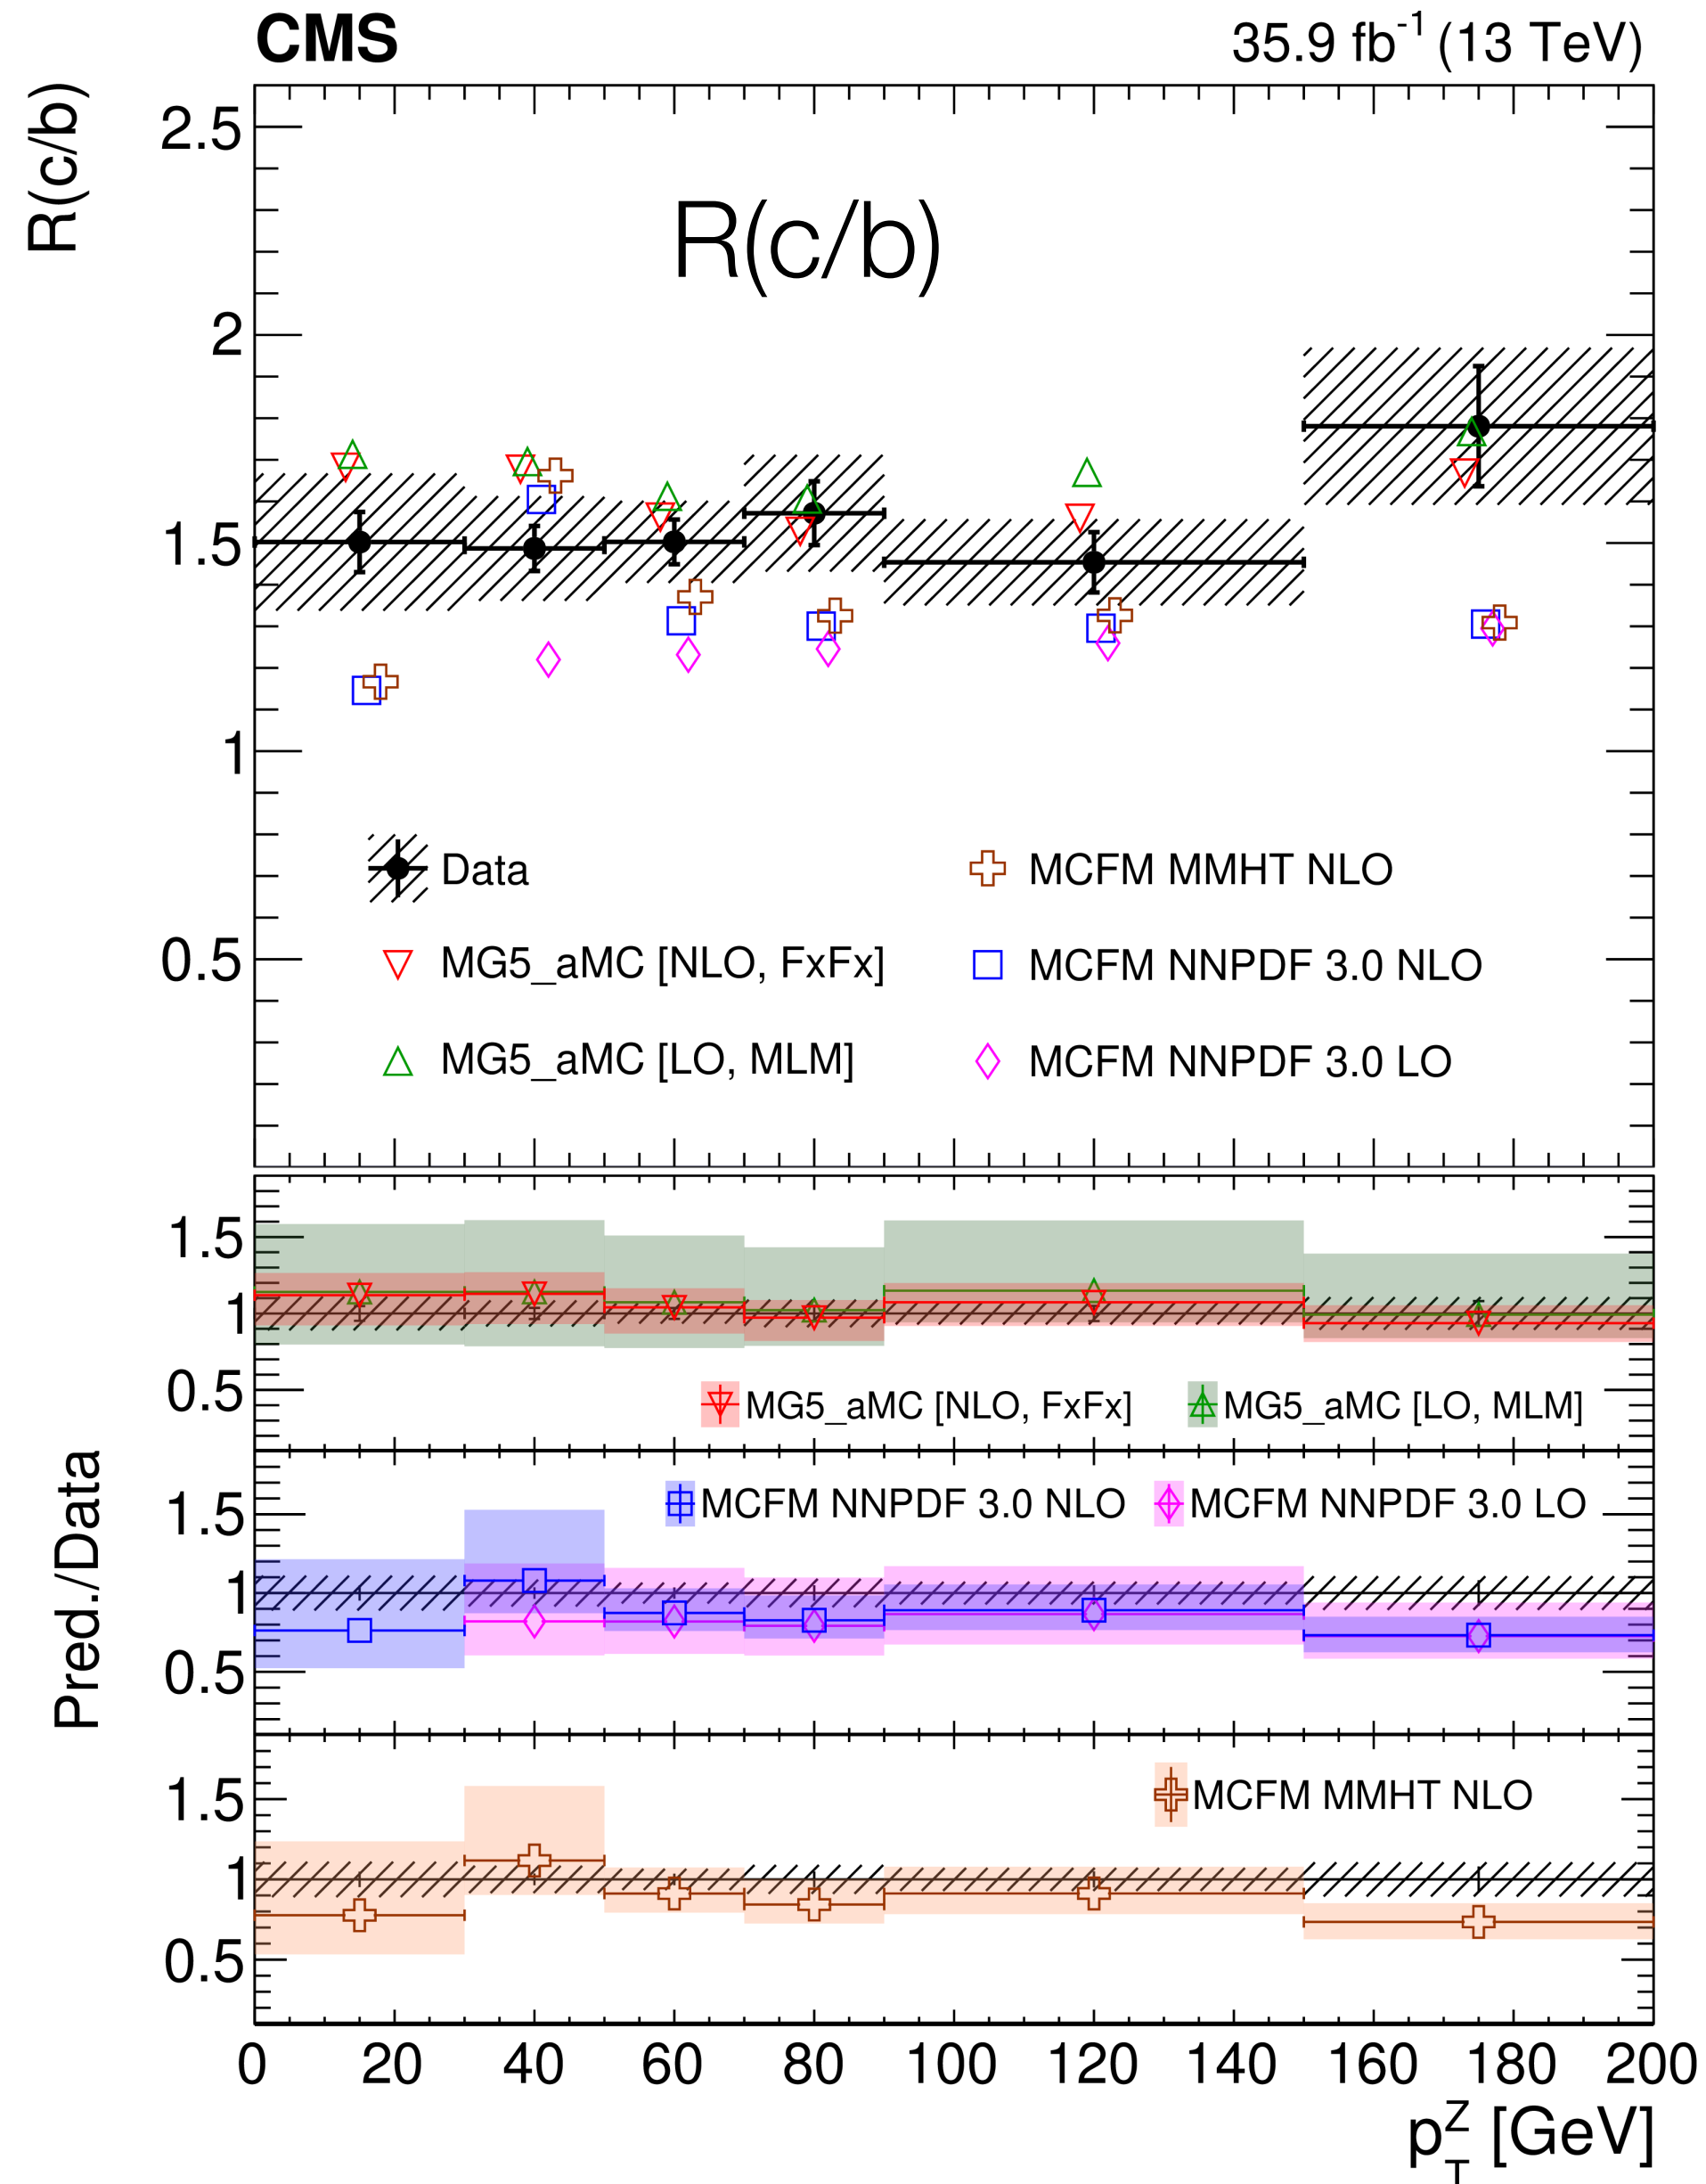 CMS 35.9 fb⁻¹ (13 TeV)
R(c/b)
R(c/b)
2.5
2
1.5
1
0.5
Data
MCFM MMHT NLO
MG5_aMC [NLO, FxFx]
MCFM NNPDF 3.0 NLO
MG5_aMC [LO, MLM]
MCFM NNPDF 3.0 LO
Pred./Data
1.5
1
0.5
MG5_aMC [NLO, FxFx] MG5_aMC [LO, MLM]
MCFM NNPDF 3.0 NLO MCFM NNPDF 3.0 LO
1.5
1
0.5
MCFM MMHT NLO
1.5
1
0.5
0 20 40 60 80 100 120 140 160 180 200
p_T^Z [GeV]